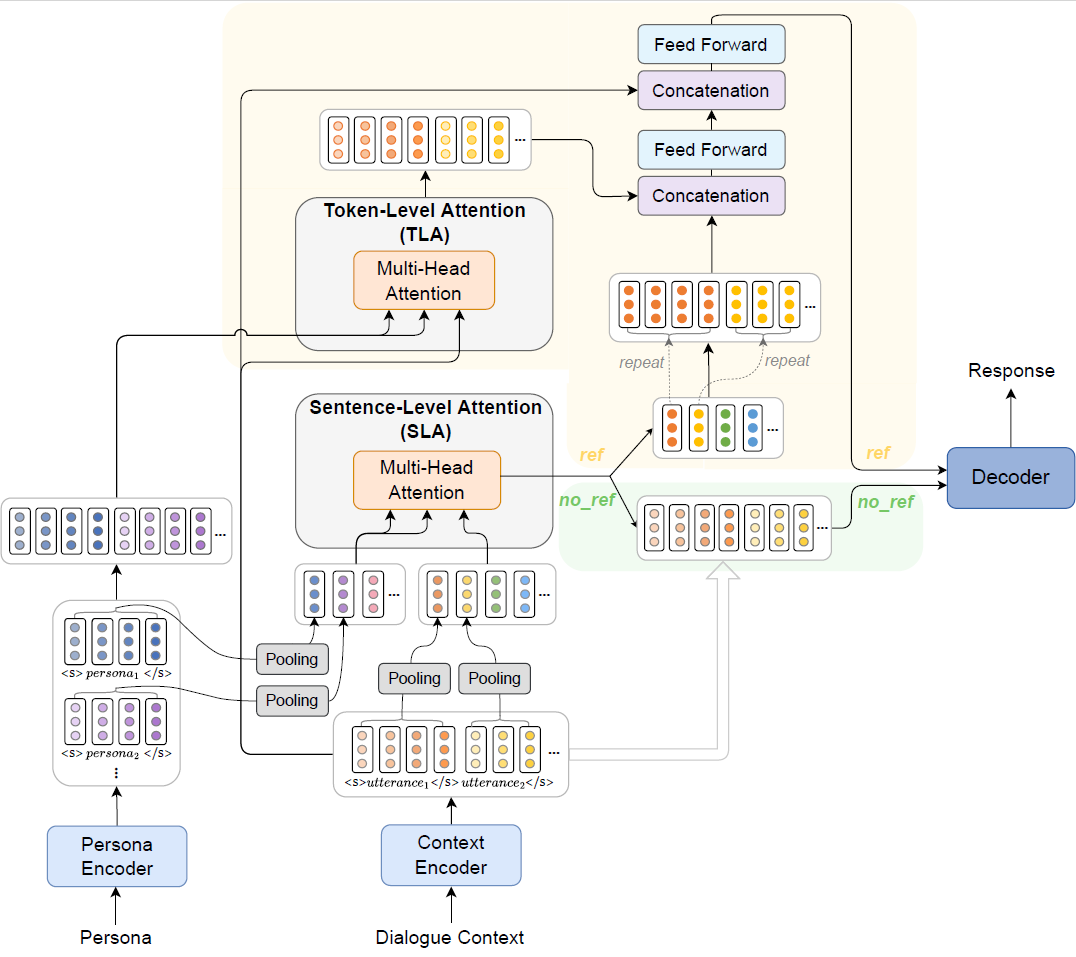 Feed Forward
Concatenation
Feed Forward
Concatenation
...
Token-Level Attention
(TLA)
Multi-Head
Attention
...
repeat
repeat
Sentence-Level Attention
(SLA)
Multi-Head
Attention
...
ref
no_ref
...
ref
no_ref
Response
Decoder
...
...
...
Pooling
Pooling
Pooling
Pooling
<s> persona1 </s>
<s> persona2 </s>
⋮
...
<s>utterance1</s> utterance2</s>
Persona
Encoder
Context
Encoder
Persona
Dialogue Context